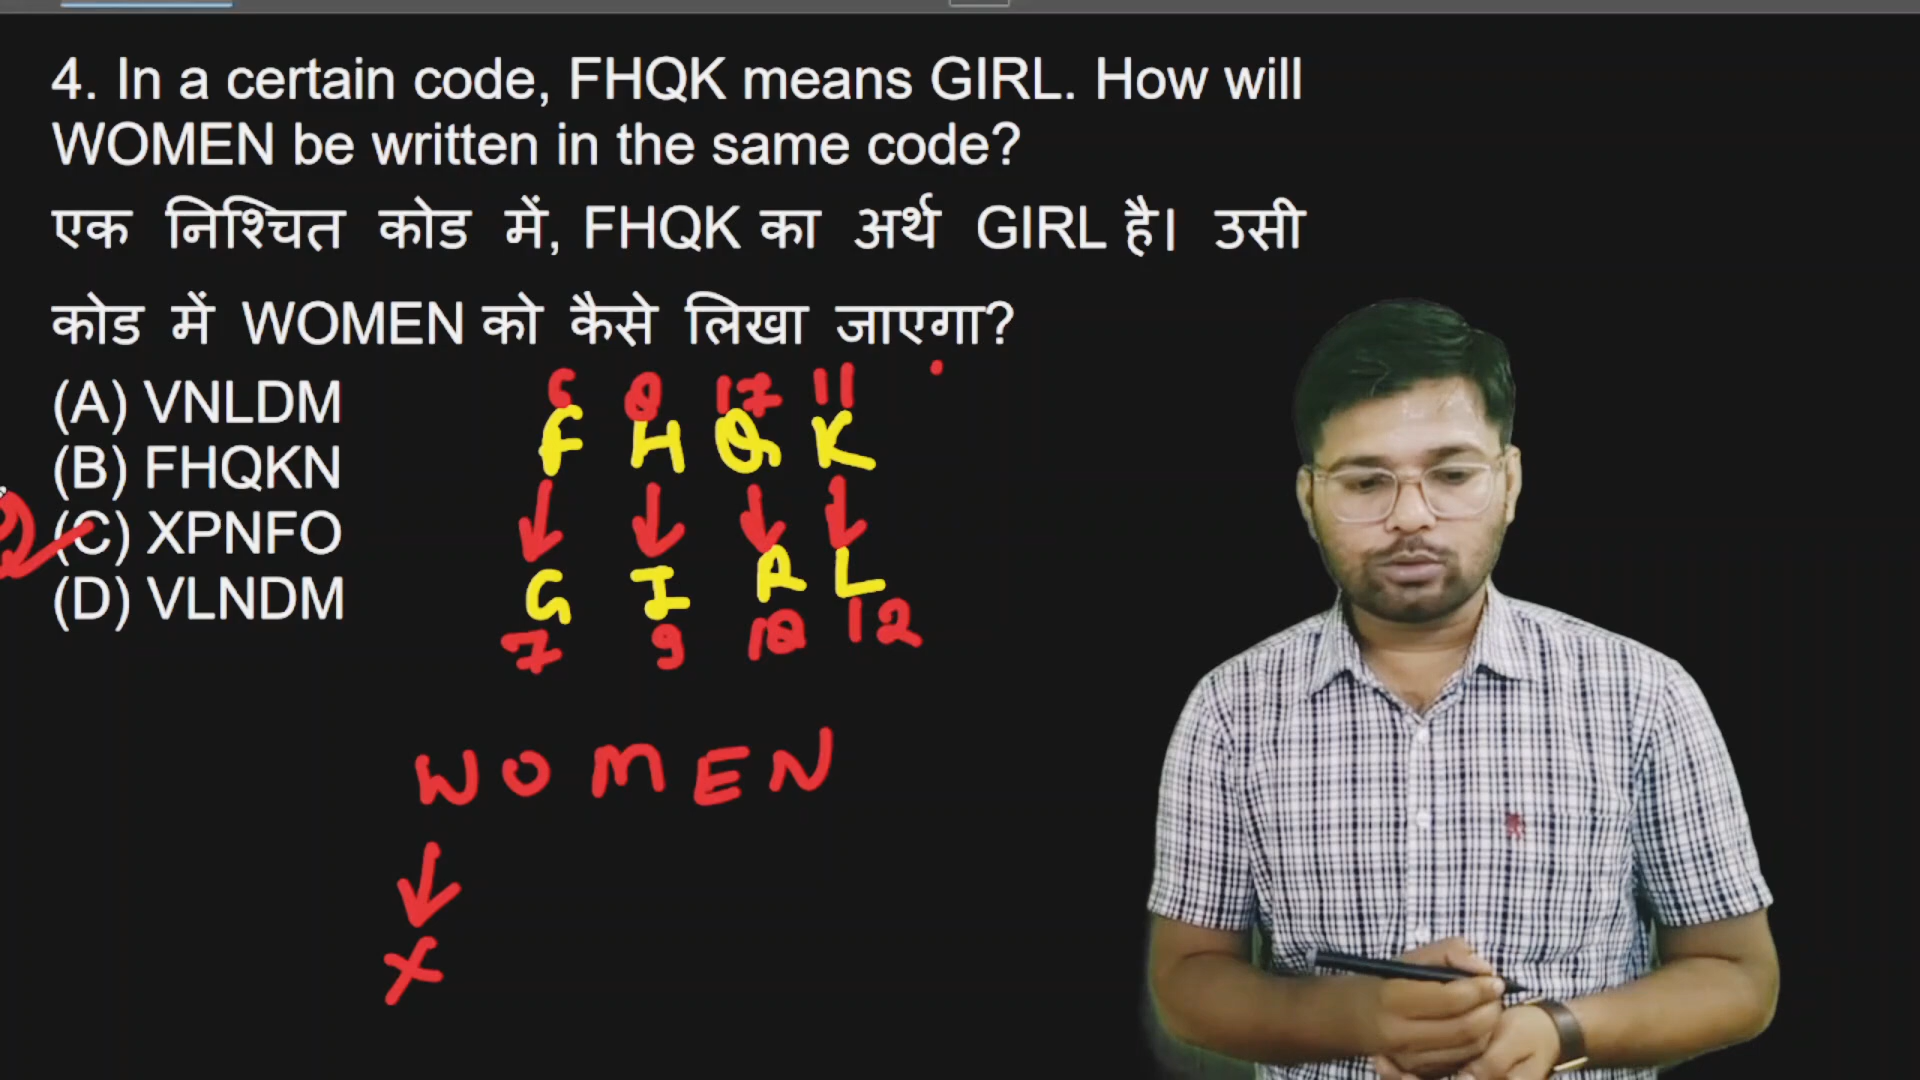 4. In a certain code, FHQK means GIRL. How will
WOMEN be written in the same code?
एक निश्चित कोड में, FHQK का अर्थ GIRL है। उसी
कोड में WOMEN को कैसे लिखा जाएगा?
(A) VNLDM
(B) FHQKN
(C) XPNFO
(D) VLNDM
6 8 17 11
F H Q K
G I R L
7 9 18 12
W O M E N
X